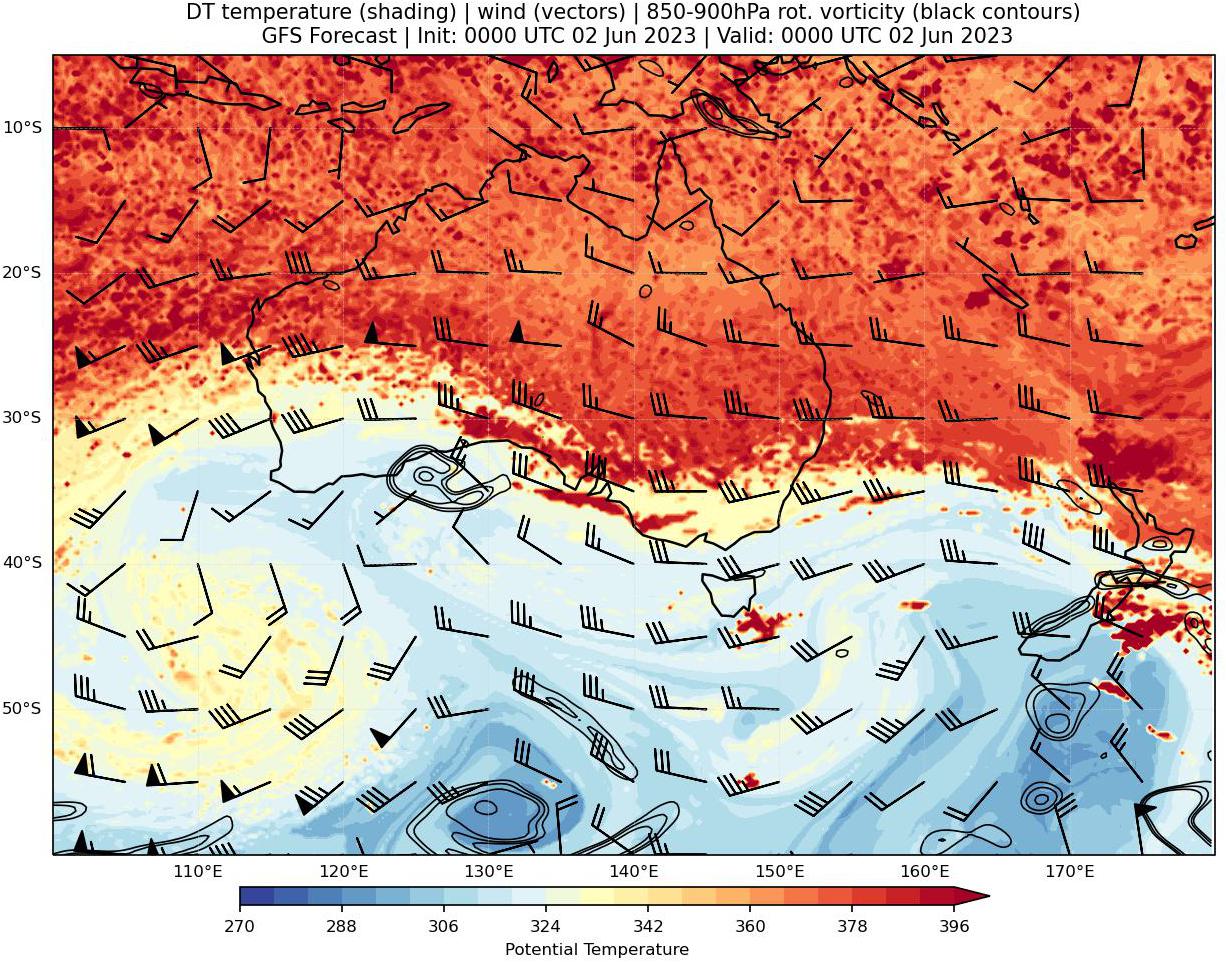 DT temperature (shading) | wind (vectors) | 850-900hPa rot. vorticity (black contours)
GFS Forecast | Init: 0000 UTC 02 Jun 2023 | Valid: 0000 UTC 02 Jun 2023
10°S
20°S
30°S
40°S
50°S
110°E 120°E 130°E 140°E 150°E 160°E 170°E
270 288 306 324 342 360 378 396
Potential Temperature